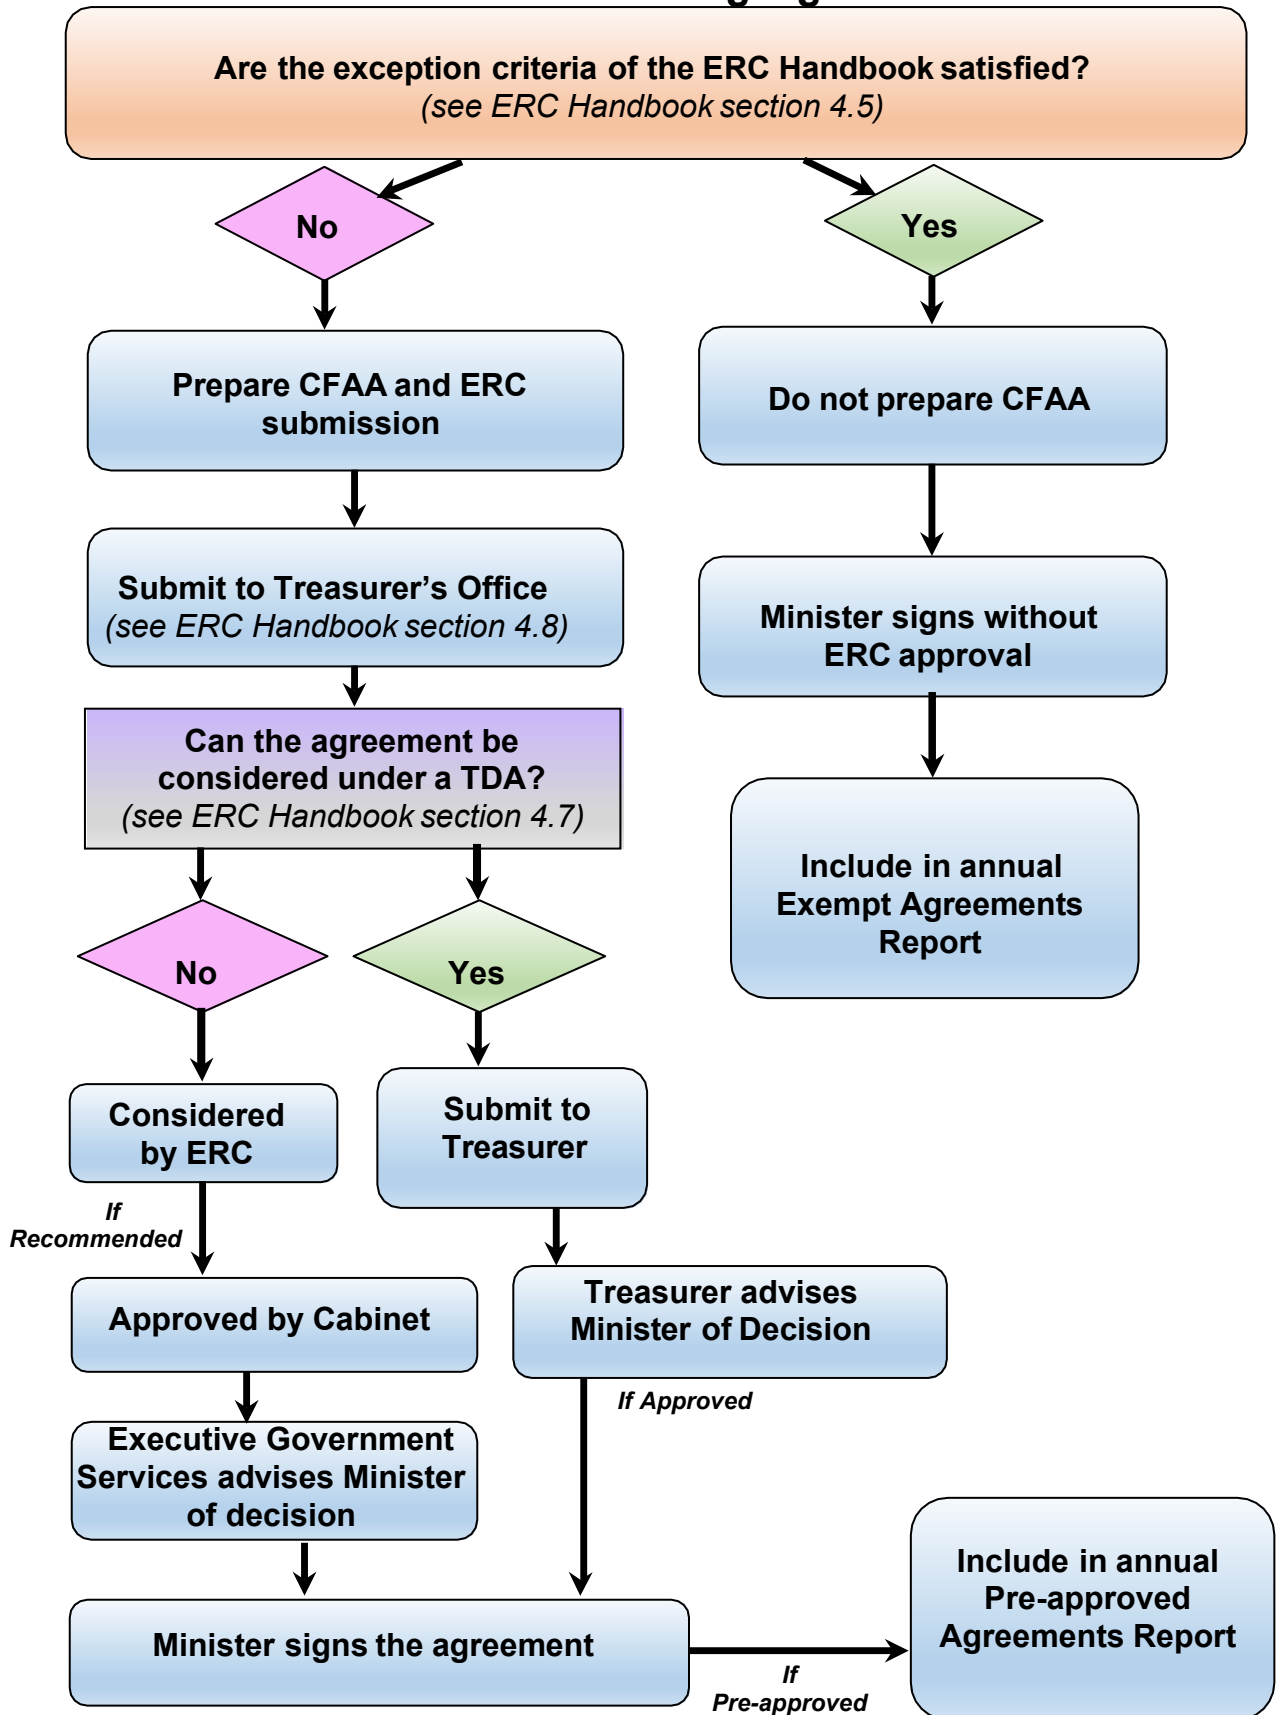 Are the exception criteria of the ERC Handbook satisfied?
(see ERC Handbook section 4.5)
No
Yes
Prepare CFAA and ERC
submission
Do not prepare CFAA
Submit to Treasurer's Office
(see ERC Handbook section 4.8)
Minister signs without
ERC approval
Can the agreement be
considered under a TDA?
(see ERC Handbook section 4.7)
Include in annual
Exempt Agreements
Report
No
Yes
Considered
by ERC
Submit to
Treasurer
If
Recommended
Approved by Cabinet
Treasurer advises
Minister of Decision
If Approved
Executive Government
Services advises Minister
of decision
Minister signs the agreement
If
Pre-approved
Include in annual
Pre-approved
Agreements Report